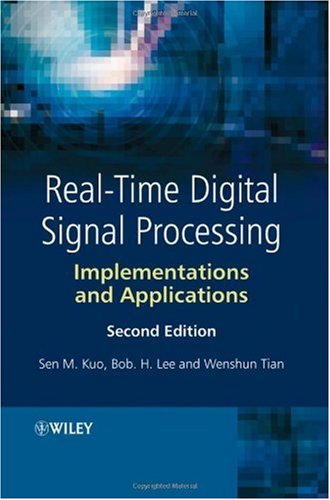 Real-Time Digital
Signal Processing
Implementations
and Applications
Second Edition
Sen M. Kuo, Bob. H. Lee and Wenshun Tian
WILEY